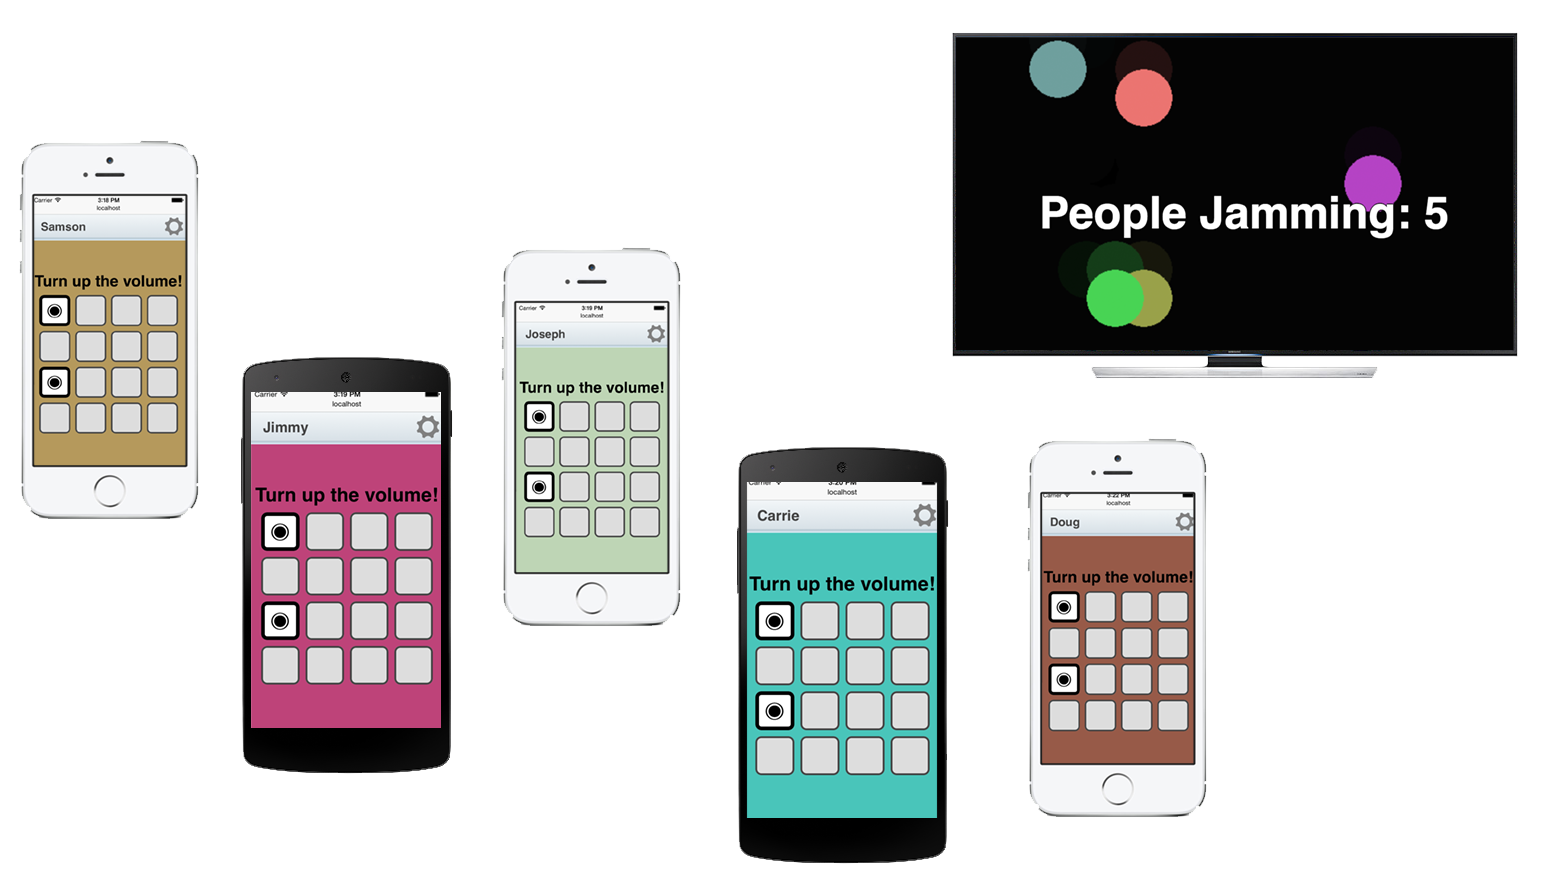 People Jamming: 5
Carrier 3:18 PM
localhost
Samson
Turn up the volume!
Carrier 3:19 PM
localhost
Jimmy
Turn up the volume!
Carrier 3:19 PM
localhost
Joseph
Turn up the volume!
Carrier 3:20 PM
localhost
Carrie
Turn up the volume!
Carrier 3:22 PM
localhost
Doug
Turn up the volume!